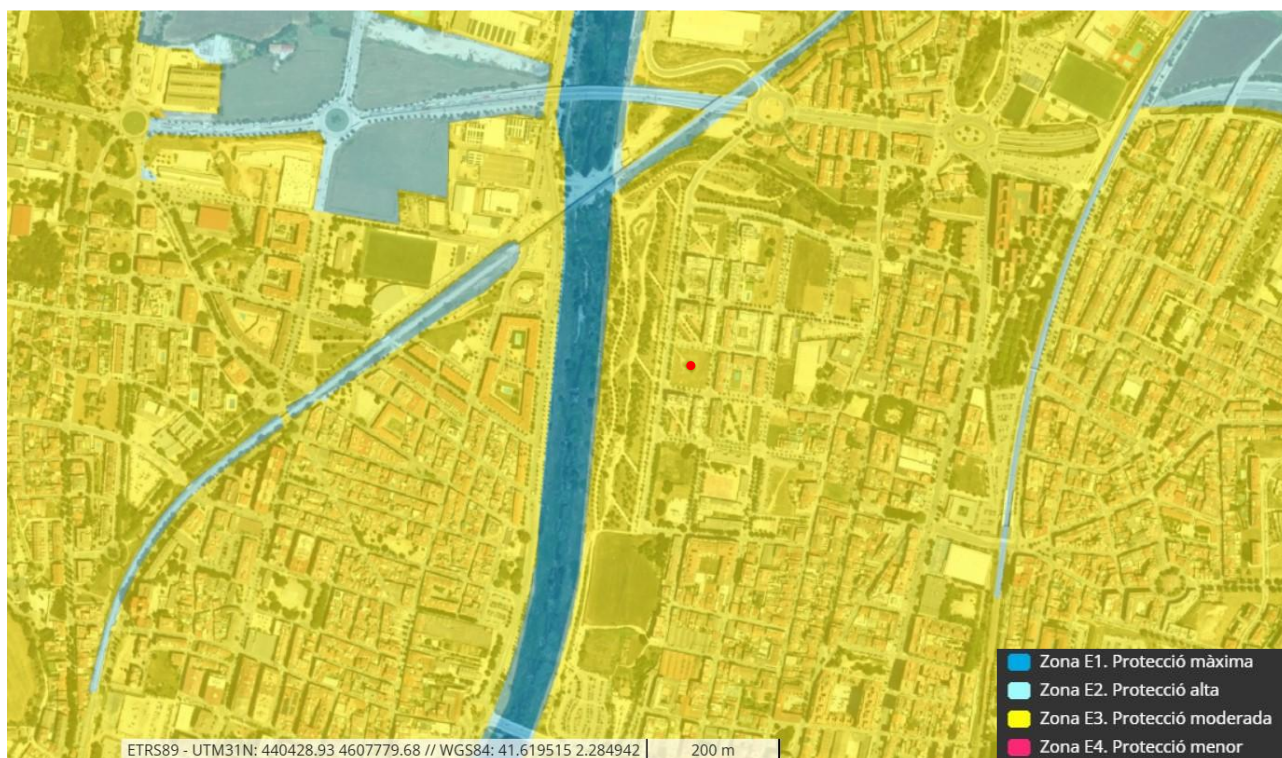 Zona E1. Protecció màxima
Zona E2. Protecció alta
Zona E3. Protecció moderada
Zona E4. Protecció menor
ETRS89 - UTM31N: 440428.93 4607779.68 // WGS84: 41.619515 2.284942
200 m